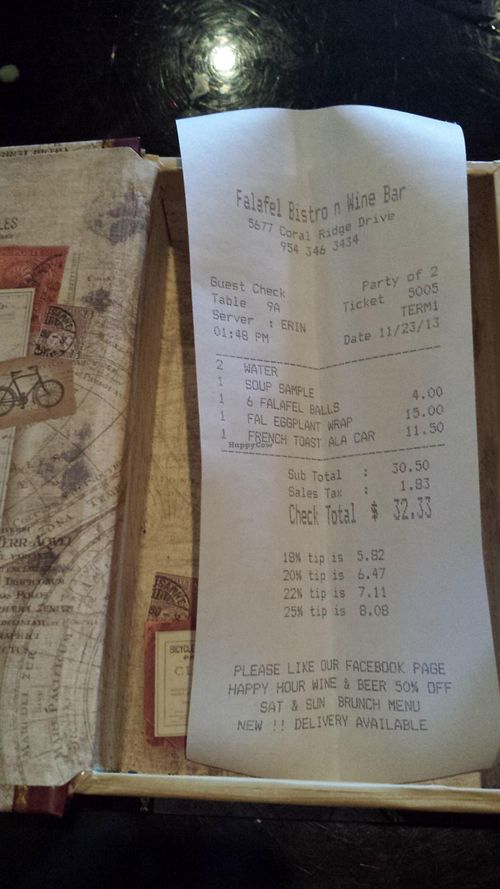 Falafel Bistro n Wine Bar
5677 Coral Ridge Drive
954 346 3434
Guest Check Party of 2
Table 9A Ticket 5005
Server : ERIN TERM1
01:48 PM Date 11/23/13
2 WATER
1 SOUP SAMPLE
1 6 FALAFEL BALLS 4.00
1 FAL EGGPLANT WRAP 15.00
1 FRENCH TOAST ALA CAR 11.50
HappyCow
Sub Total : 30.50
Sales Tax : 1.83
Check Total $ 32.33
18% tip is 5.82
20% tip is 6.47
22% tip is 7.11
25% tip is 8.08
PLEASE LIKE OUR FACEBOOK PAGE
HAPPY HOUR WINE & BEER 50% OFF
SAT & SUN BRUNCH MENU
NEW !! DELIVERY AVAILABLE
BICYCLE